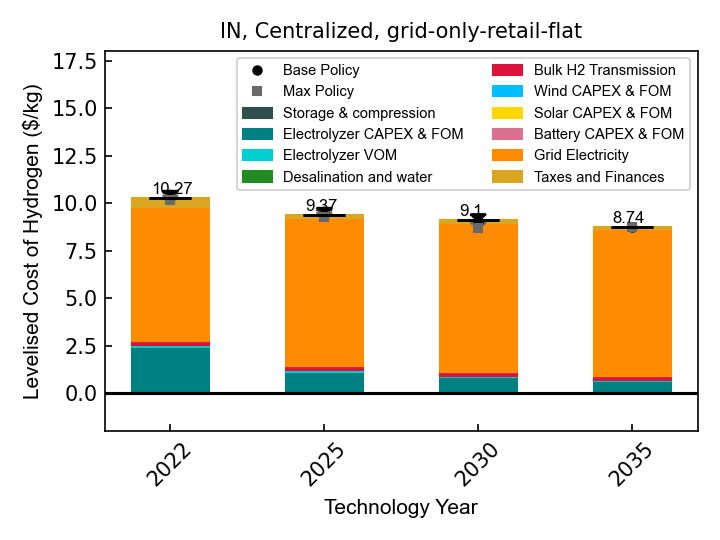 IN, Centralized, grid-only-retail-flat
Levelised Cost of Hydrogen ($/kg)
17.5
15.0
12.5
10.0
7.5
5.0
2.5
0.0
Base Policy
Max Policy
Storage & compression
Electrolyzer CAPEX & FOM
Electrolyzer VOM
Desalination and water
Bulk H2 Transmission
Wind CAPEX & FOM
Solar CAPEX & FOM
Battery CAPEX & FOM
Grid Electricity
Taxes and Finances
10.27
9.37
9.1
8.74
2022
2025
2030
2035
Technology Year